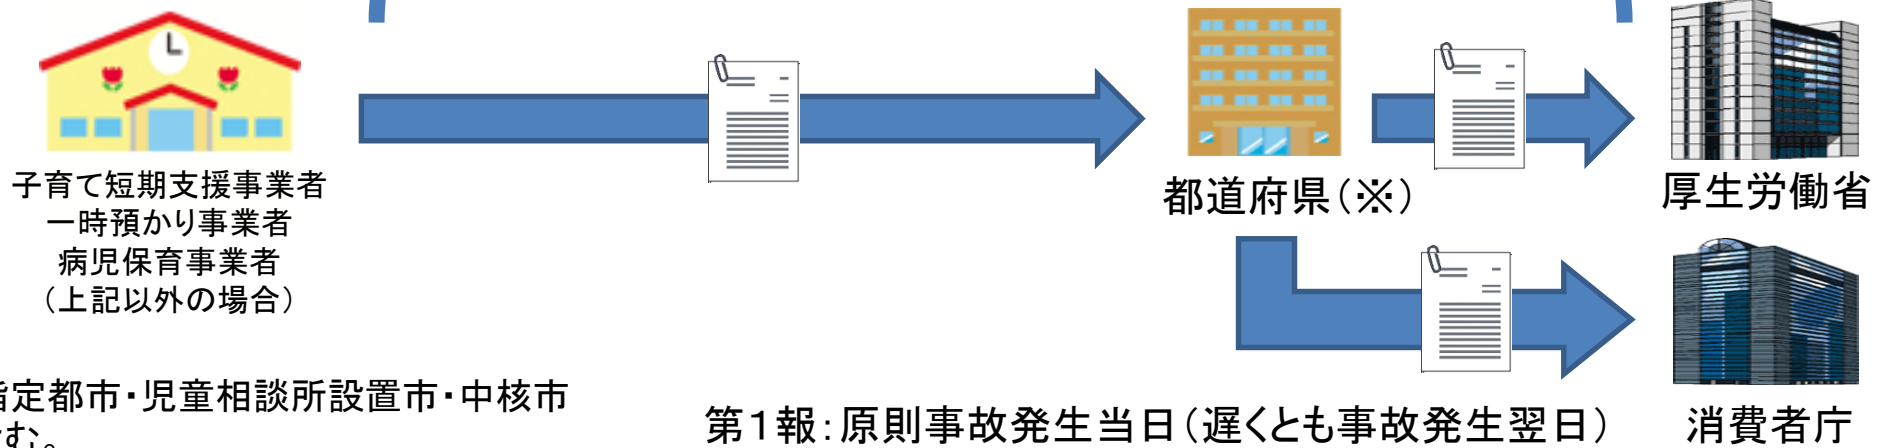 子育て短期支援事業者
一時預かり事業者
病児保育事業者
（上記以外の場合）
都道府県（※）
厚生労働省
指定都市・児童相談所設置市・中核市
む。
第１報：原則事故発生当日（遅くとも事故発生翌日）
消費者庁